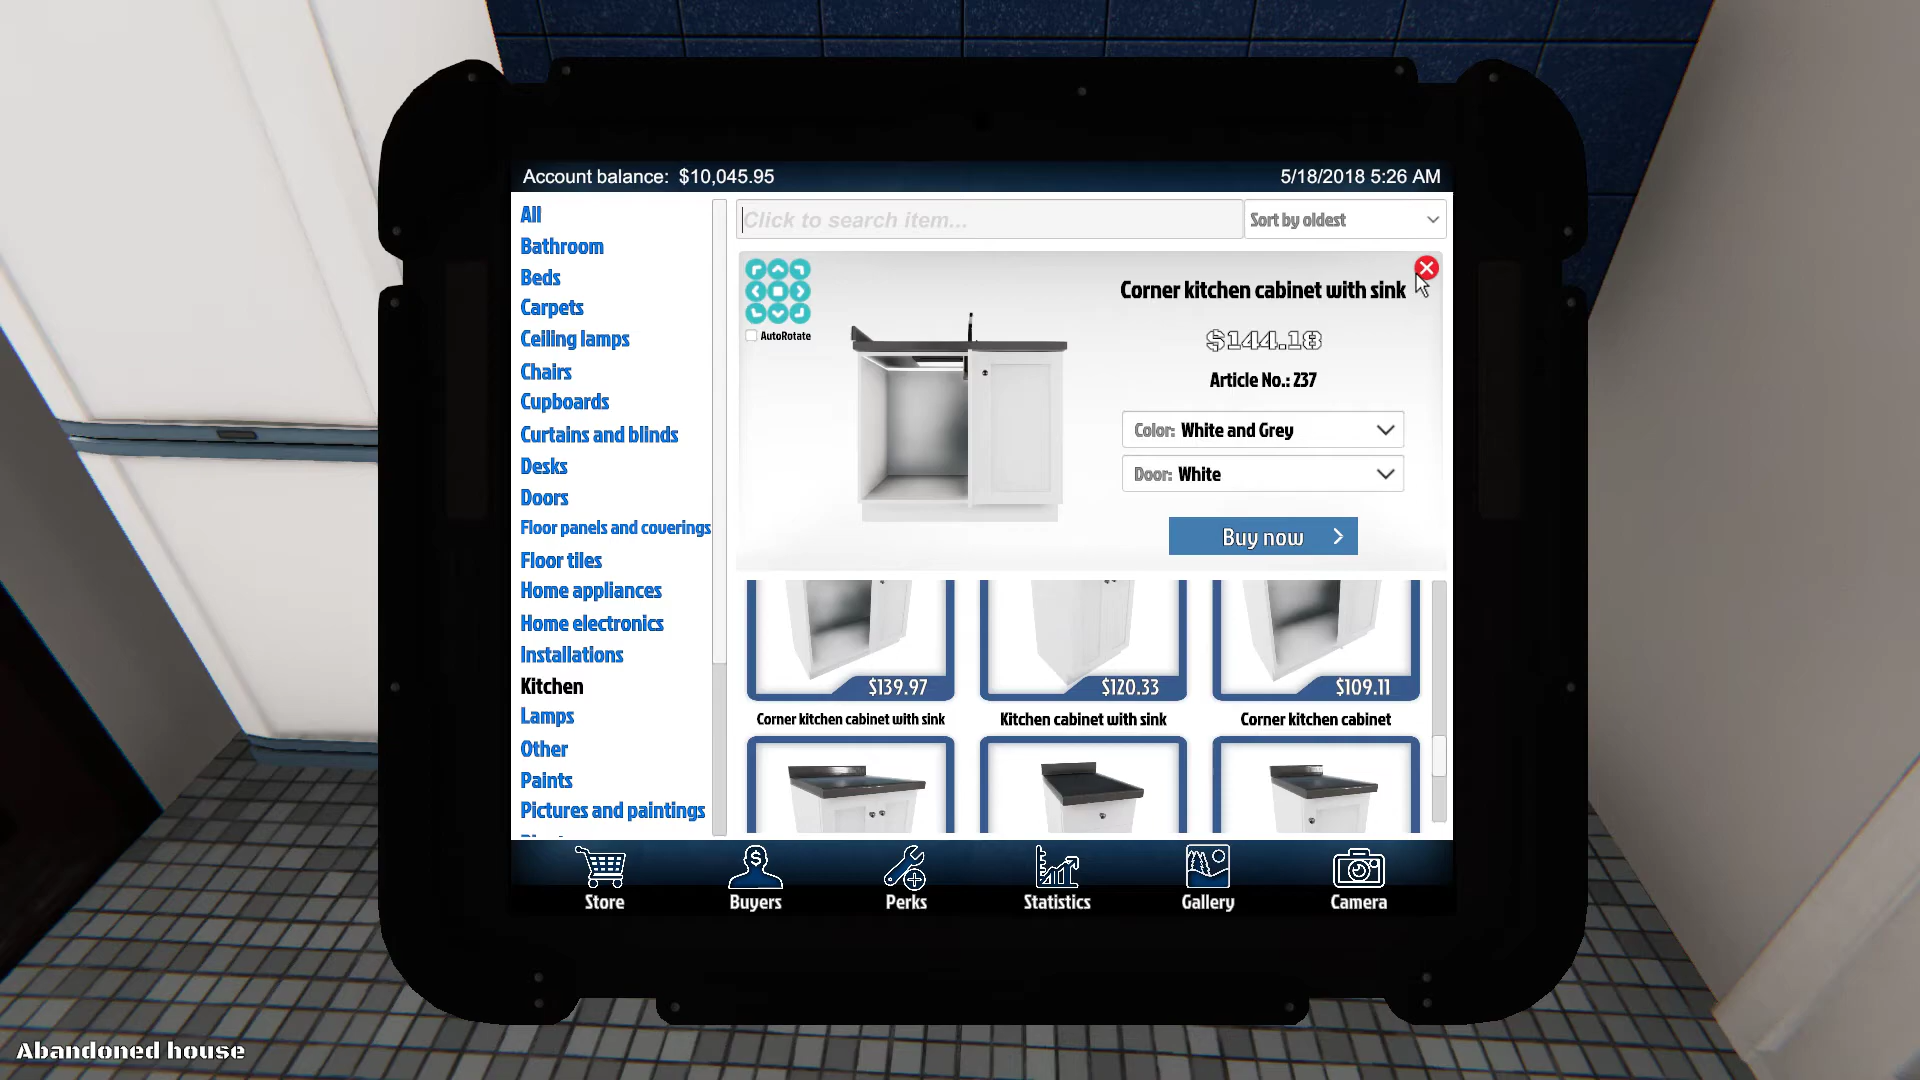 Account balance: $10,045.95
5/18/2018 5:26 AM
All
Bathroom
Beds
Carpets
Ceiling lamps
Chairs
Cupboards
Curtains and blinds
Desks
Doors
Floor panels and coverings
Floor tiles
Home appliances
Home electronics
Installations
Kitchen
Lamps
Other
Paints
Pictures and paintings
Click to search item...
Sort by oldest
AutoRotate
Corner kitchen cabinet with sink
$144.18
Article No.: 237
Color: White and Grey
Door: White
Buy now
$139.97
$120.33
$109.11
Corner kitchen cabinet with sink
Kitchen cabinet with sink
Corner kitchen cabinet
Store
Buyers
Perks
Statistics
Gallery
Camera
Abandoned house